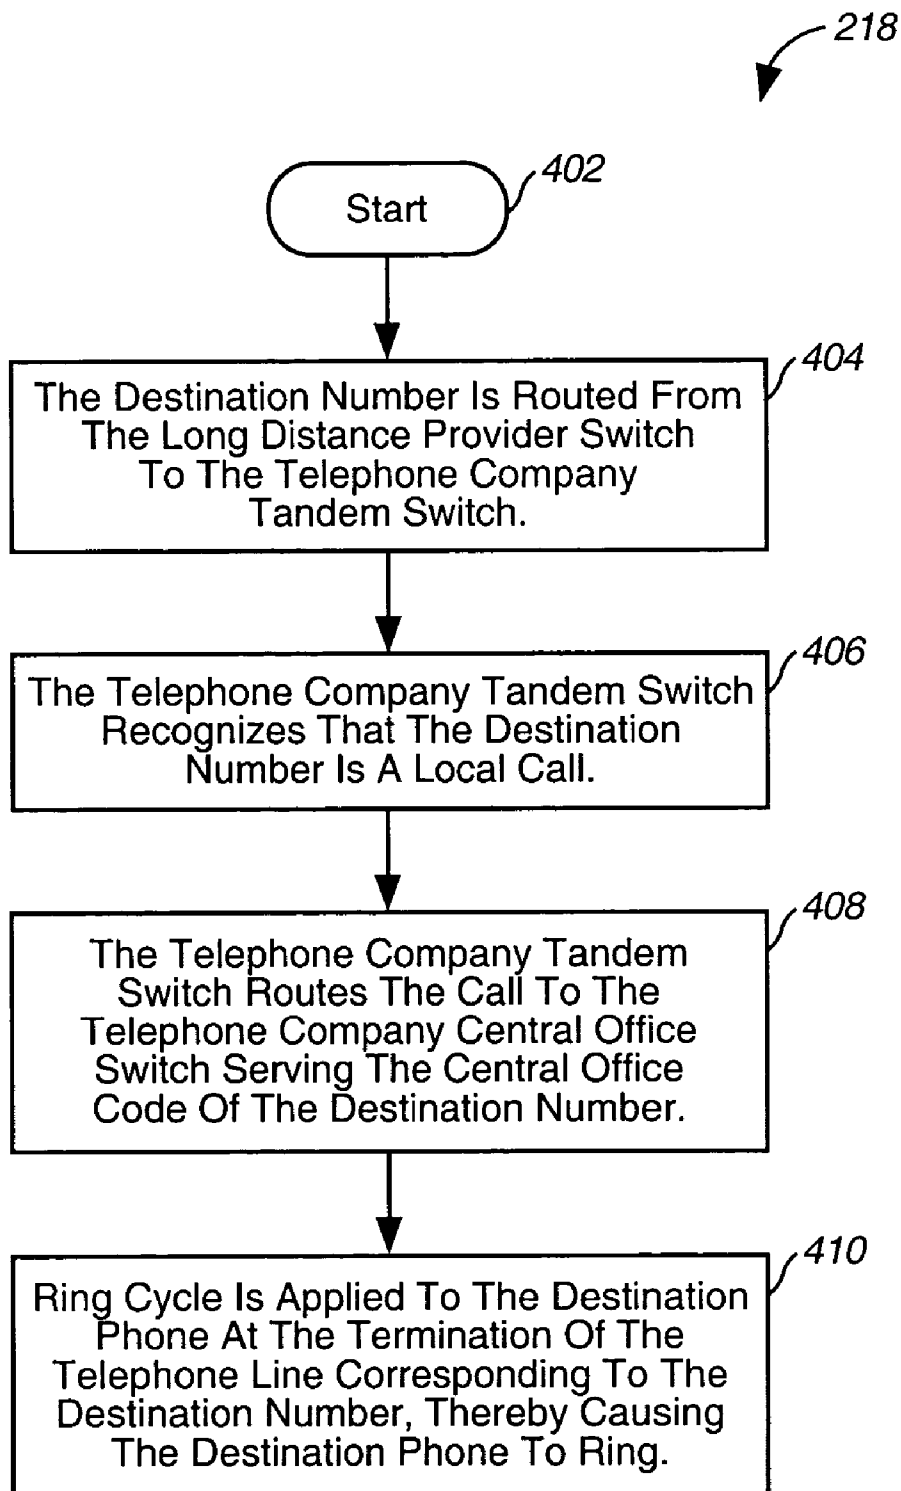 218
402
Start
404
The Destination Number Is Routed From
The Long Distance Provider Switch
To The Telephone Company
Tandem Switch.
406
The Telephone Company Tandem Switch
Recognizes That The Destination
Number Is A Local Call.
408
The Telephone Company Tandem
Switch Routes The Call To The
Telephone Company Central Office
Switch Serving The Central Office
Code Of The Destination Number.
410
Ring Cycle Is Applied To The Destination
Phone At The Termination Of The
Telephone Line Corresponding To The
Destination Number, Thereby Causing
The Destination Phone To Ring.